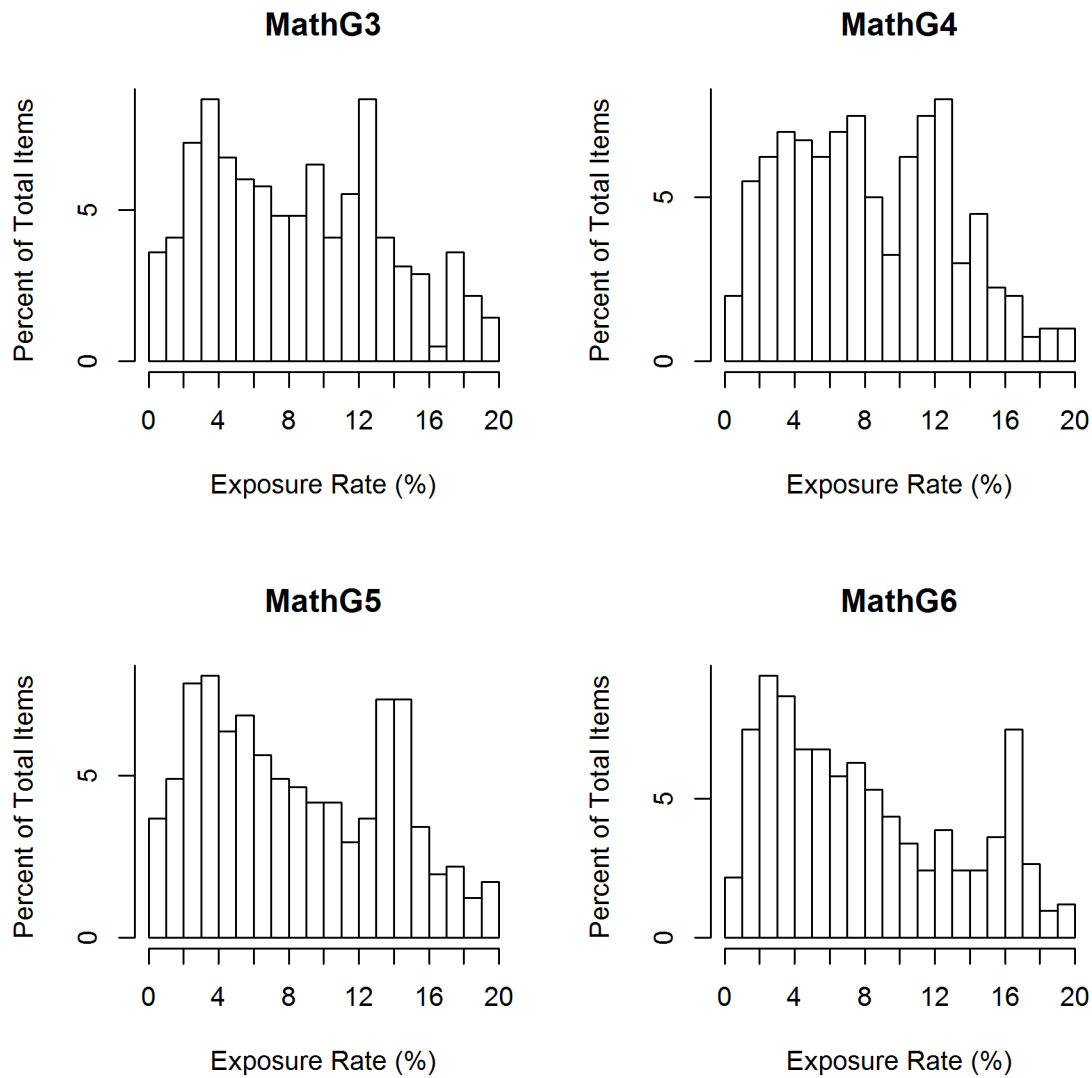 MathG3
Percent of Total Items
5
0
0 4 8 12 16 20
Exposure Rate (%)
MathG4
Percent of Total Items
5
0
0 4 8 12 16 20
Exposure Rate (%)
MathG5
Percent of Total Items
5
0
0 4 8 12 16 20
Exposure Rate (%)
MathG6
Percent of Total Items
5
0
0 4 8 12 16 20
Exposure Rate (%)